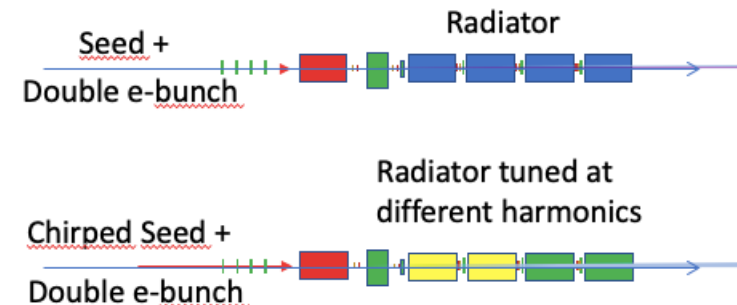 Radiator
Seed +
Double e-bunch
Radiator tuned at
different harmonics
Chirped Seed +
Double e-bunch